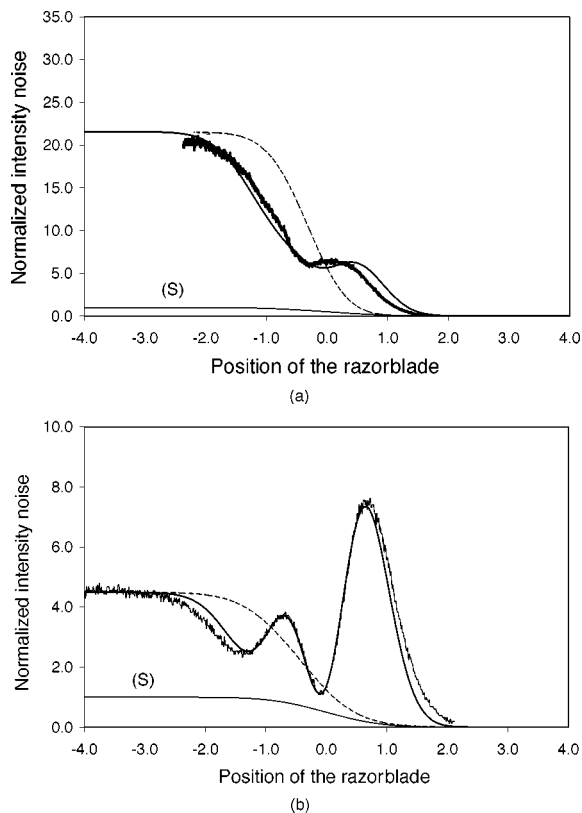 35.0
30.0
25.0
20.0
15.0
10.0
5.0
0.0
Normalized intensity noise
(S)
-4.0 -3.0 -2.0 -1.0 0.0 1.0 2.0 3.0 4.0
Position of the razorblade
(a)
10.0
8.0
6.0
4.0
2.0
0.0
Normalized intensity noise
(S)
-4.0 -3.0 -2.0 -1.0 0.0 1.0 2.0 3.0 4.0
Position of the razorblade
(b)